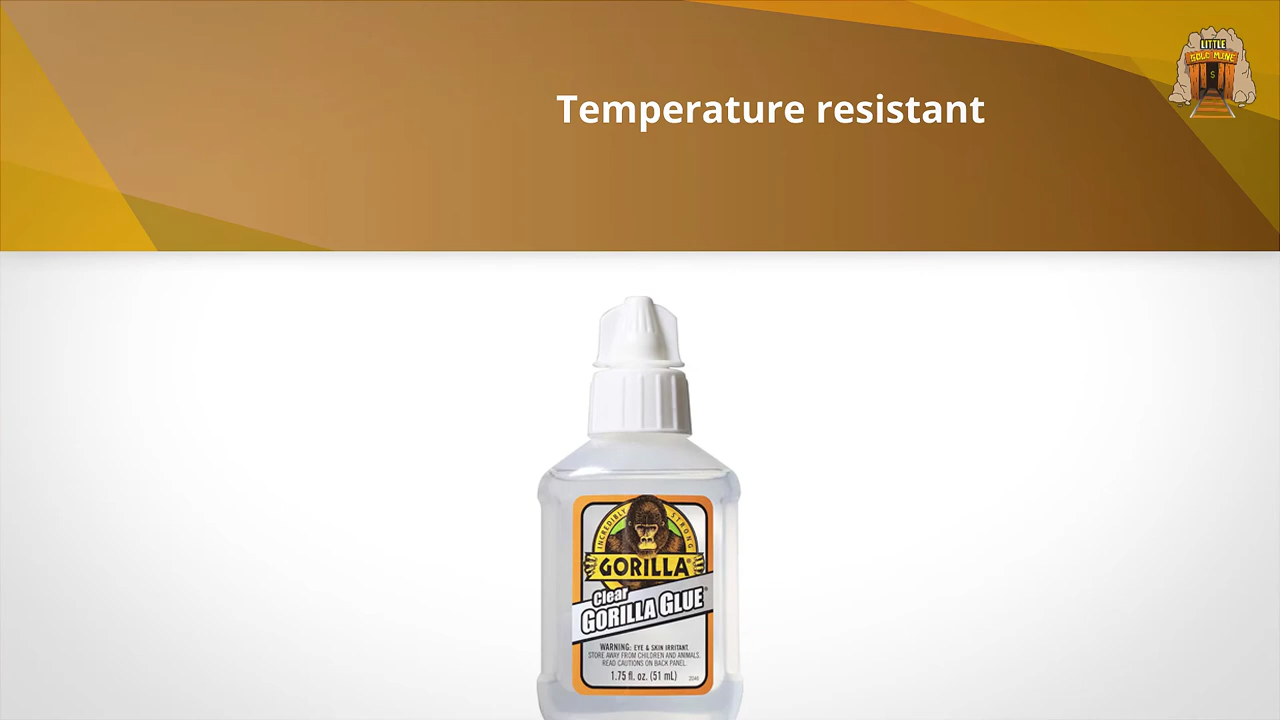 Temperature resistant
LITTLE
GOLD MINE
$
INCREDIBLY STRONG
GORILLA®
Clear
GORILLA GLUE®
WARNING: EYE & SKIN IRRITANT.
STORE AWAY FROM CHILDREN AND ANIMALS.
READ CAUTIONS ON BACK PANEL.
1.75 fl. oz. (51 mL)